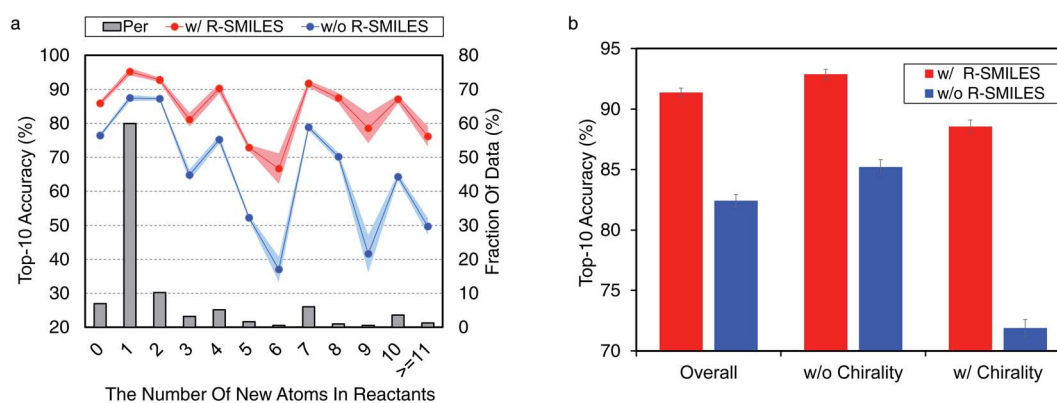 a
Per w/ R-SMILES w/o R-SMILES
100
90
80
70
60
50
40
30
20
Top-10 Accuracy (%)
80
70
60
50
40
30
20
10
0
Fraction Of Data (%)
0 1 2 3 4 5 6 7 8 9 10 >=11
The Number Of New Atoms In Reactants
b
95
90
85
80
75
70
Top-10 Accuracy (%)
w/ R-SMILES
w/o R-SMILES
Overall w/o Chirality w/ Chirality